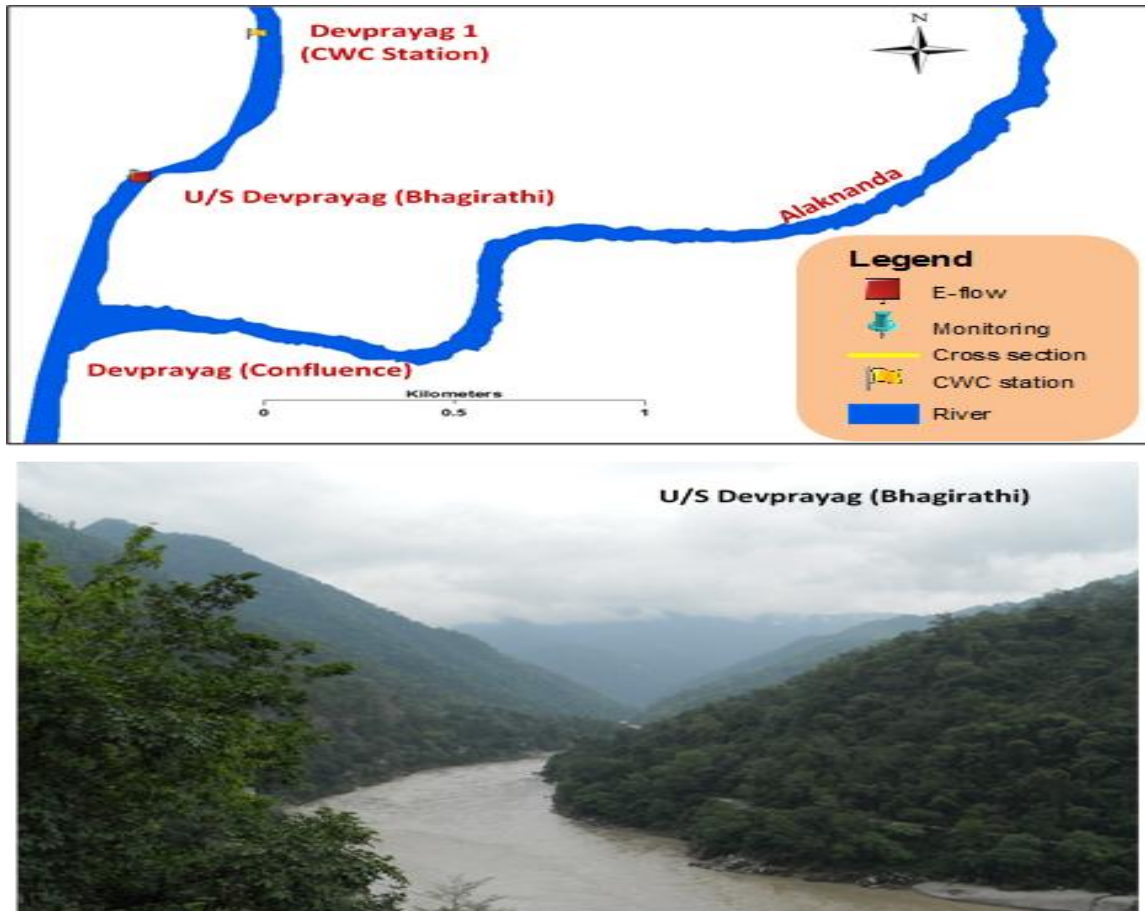 Devprayag 1
(CWC Station)
N
U/S Devprayag (Bhagirathi)
Alaknanda
Devprayag (Confluence)
Kilometers
0 0.5 1
Legend
E-flow
Monitoring
Cross section
CWC station
River
U/S Devprayag (Bhagirathi)